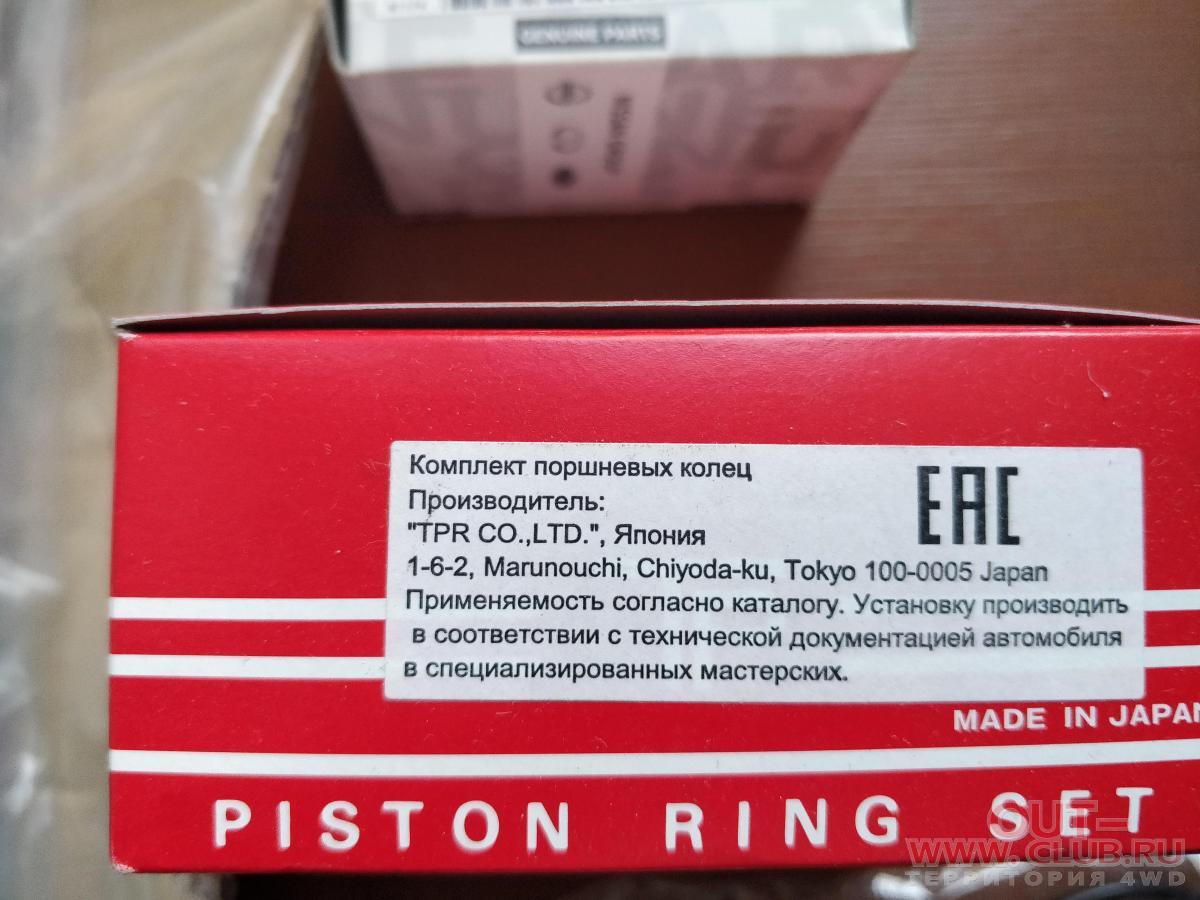 GENUINE PARTS
Комплект поршневых колец
EAC
Производитель:
"TPR CO.,LTD.", Япония
1-6-2, Marunouchi, Chiyoda-ku, Tokyo 100-0005 Japan
Применяемость согласно каталогу. Установку производить
в соответствии с технической документацией автомобиля
в специализированных мастерских.
MADE IN JAPAN
PISTON RING SET
OUT=
WWW.CLUB.RU
ТЕРРИТОРИЯ 4WD